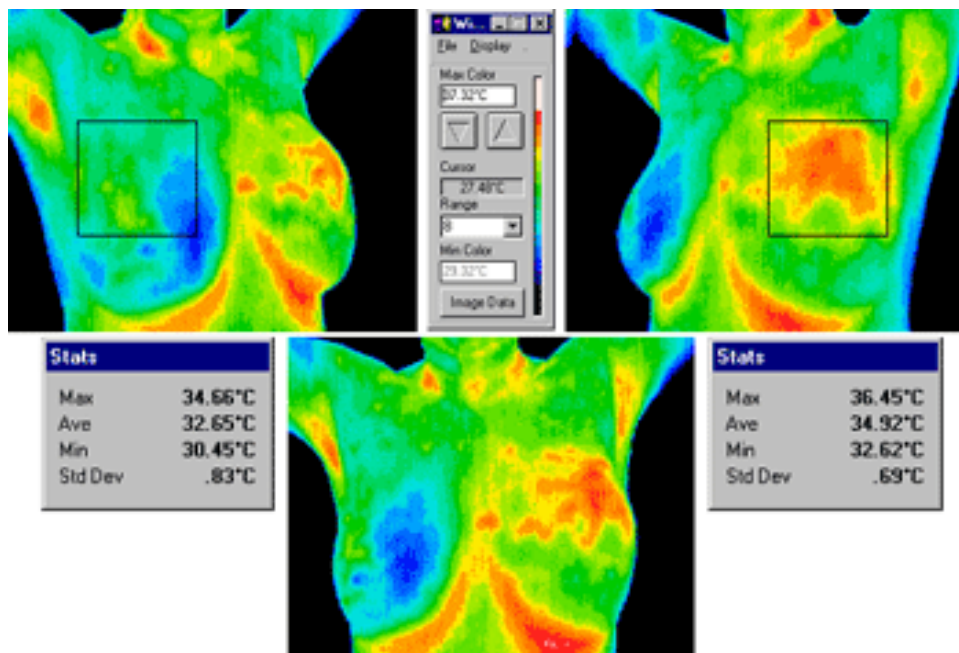 Wi...
File Display .
Max Color
37.32°C
Cursor
27.48°C
Range
8
Min Color
29.32°C
Image Data
Stats
Max 34.66°C
Ave 32.65°C
Min 30.45°C
Std Dev .83°C
Stats
Max 36.45°C
Ave 34.92°C
Min 32.62°C
Std Dev .69°C